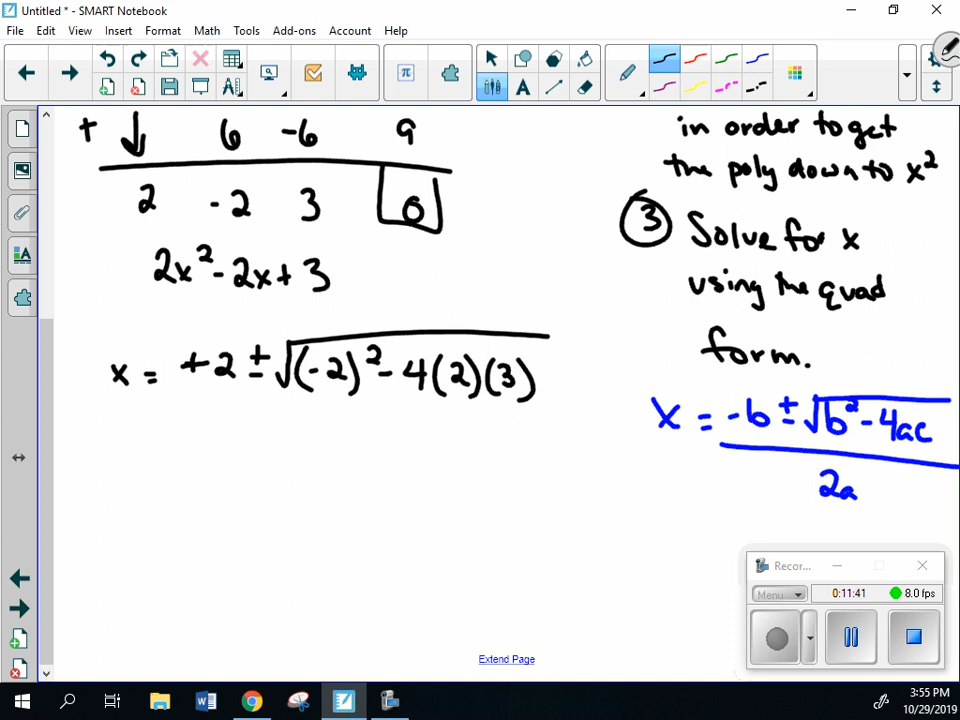 Untitled * - SMART Notebook
File Edit View Insert Format Math Tools Add-ons Account Help
+ ↓ 6 -6 9
2 -2 3 0
2x² - 2x + 3
x = +2 ± √(-2)² - 4(2)(3)
in order to get
the poly down to x²
③ Solve for x
using the quad
form.
x = -b ± √b² - 4ac
2a
Recor...
Menu 0:11:41 8.0 fps
Extend Page
3:55 PM
10/29/2019